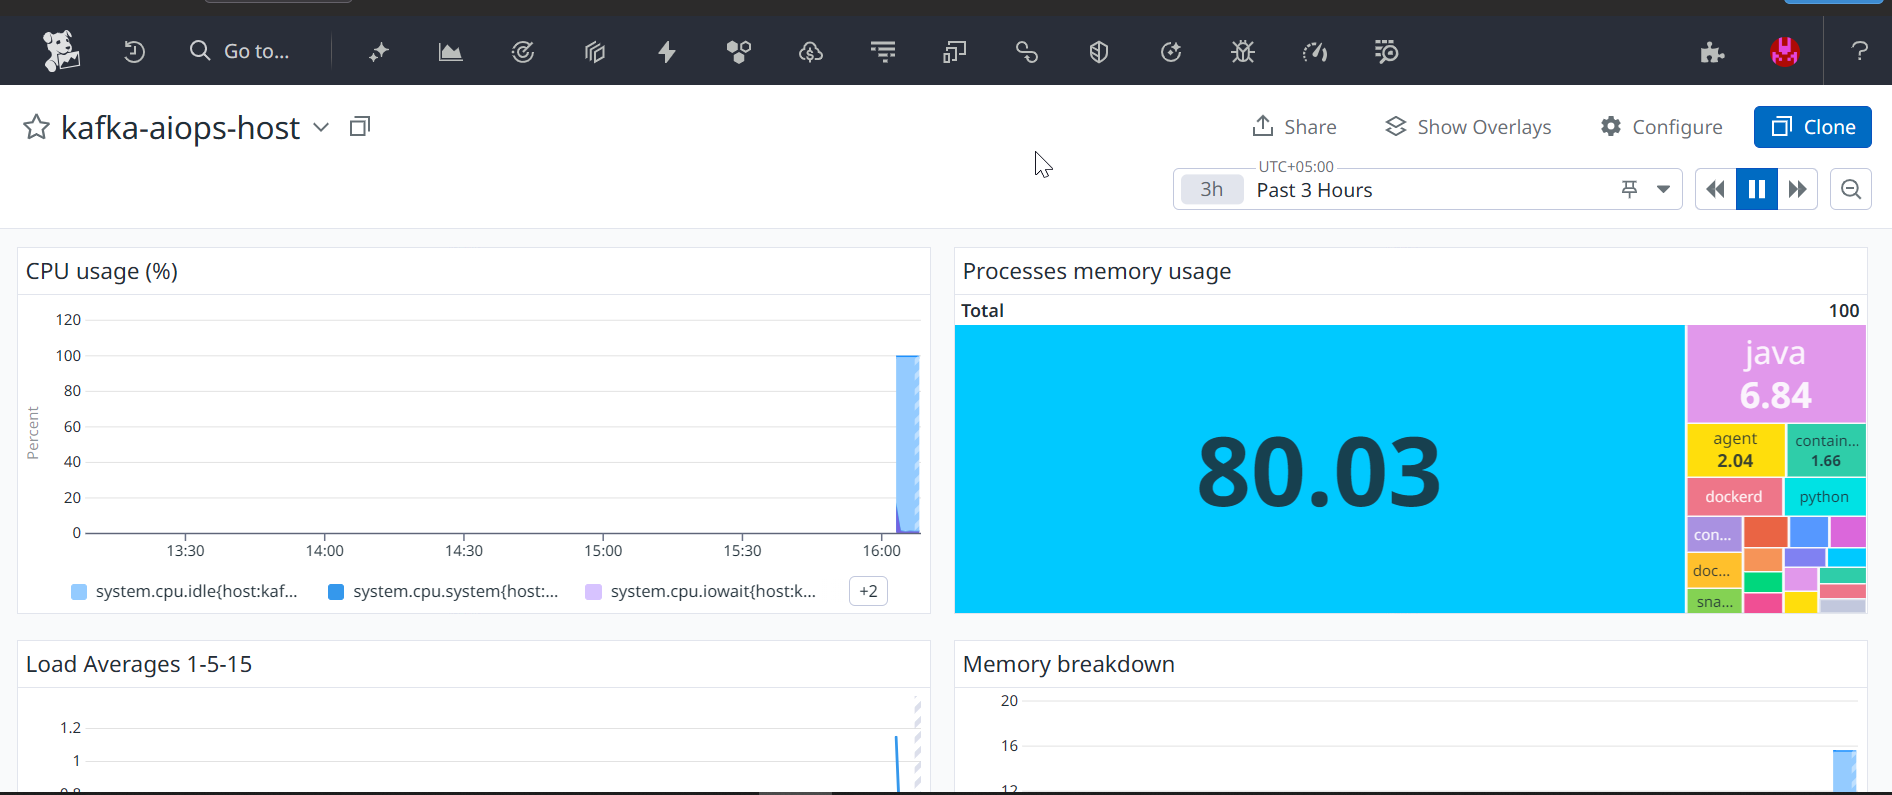 Go to...
?
kafka-aiops-host
Share
Show Overlays
Configure
Clone
UTC+05:00
3h
Past 3 Hours
CPU usage (%)
120
100
80
60
40
20
0
Percent
13:30
14:00
14:30
15:00
15:30
16:00
system.cpu.idle{host:kaf...
system.cpu.system{host:...
system.cpu.iowait{host:k...
+2
Processes memory usage
Total
100
80.03
java
6.84
agent
2.04
contain...
1.66
dockerd
python
con...
doc...
sna...
Load Averages 1-5-15
1.2
1
0.8
Memory breakdown
20
16
12